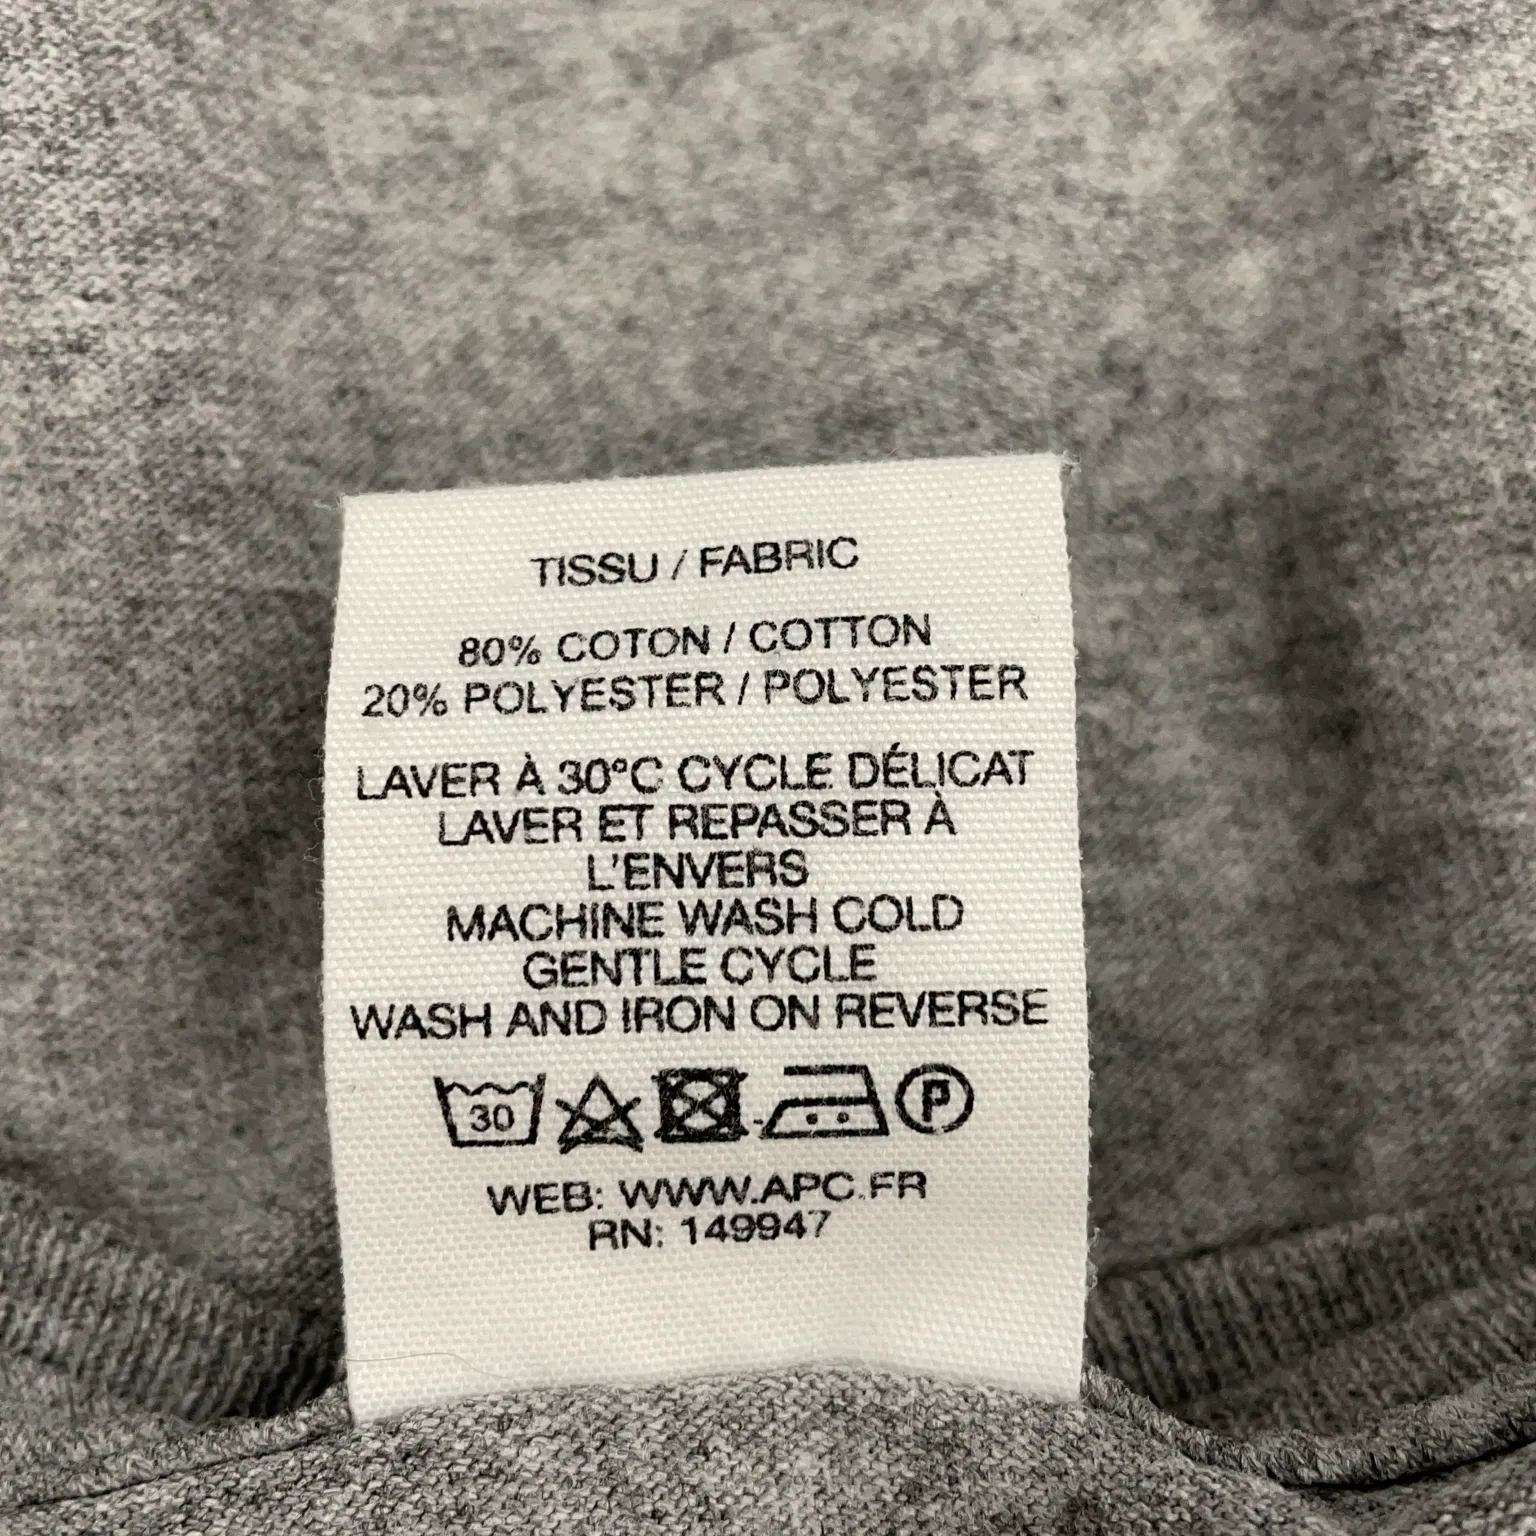 TISSU / FABRIC
80% COTON / COTTON
20% POLYESTER / POLYESTER
LAVER À 30°C CYCLE DÉLICAT
LAVER ET REPASSER À
L'ENVERS
MACHINE WASH COLD
GENTLE CYCLE
WASH AND IRON ON REVERSE
30 P
WEB: WWW.APC.FR
RN: 149947